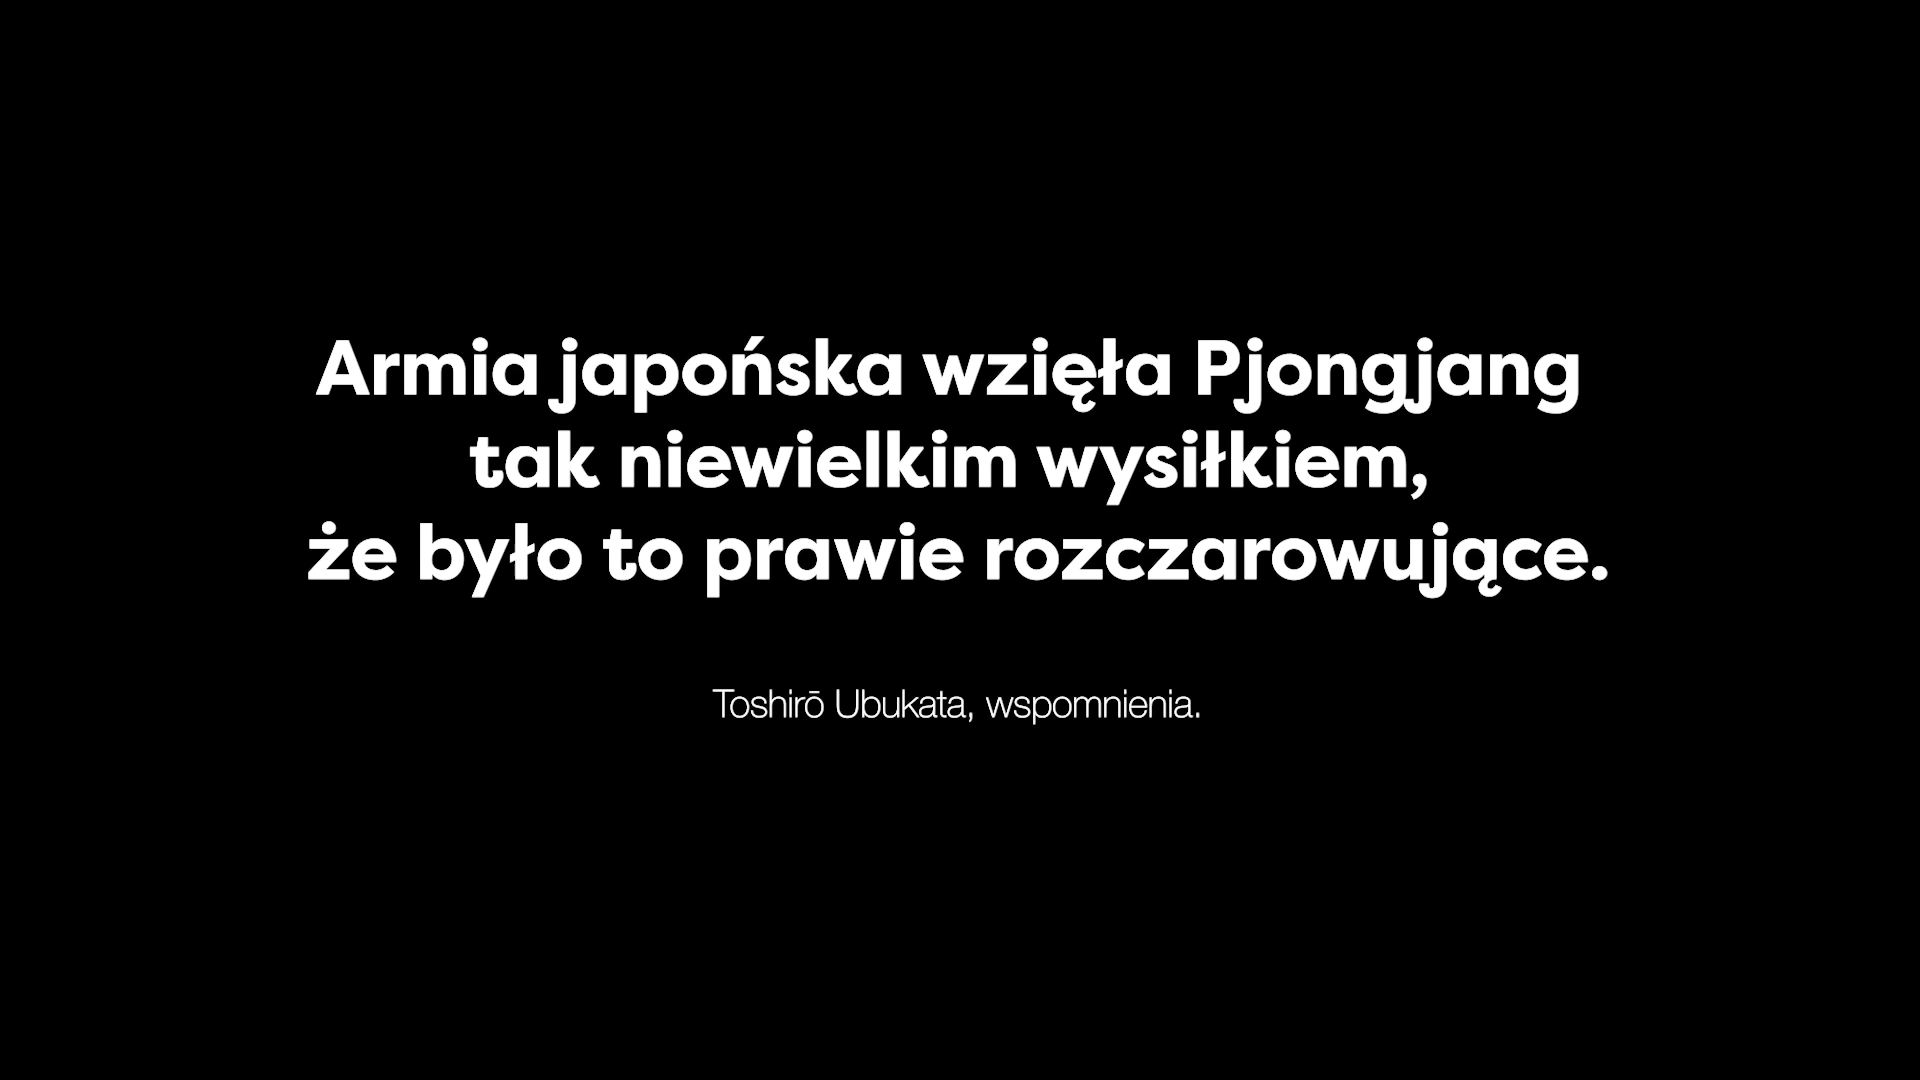 Armia japońska wzięła Pjongjang
tak niewielkim wysiłkiem,
że było to prawie rozczarowujące.
Toshirō Ubukata, wspomnienia.